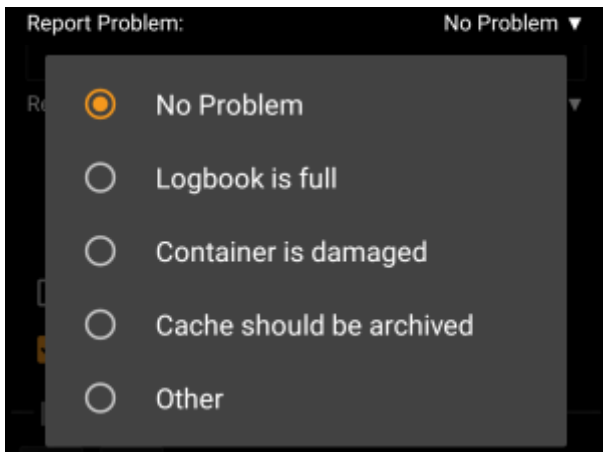 Report Problem: No Problem ▼
No Problem
Logbook is full
Container is damaged
Cache should be archived
Other